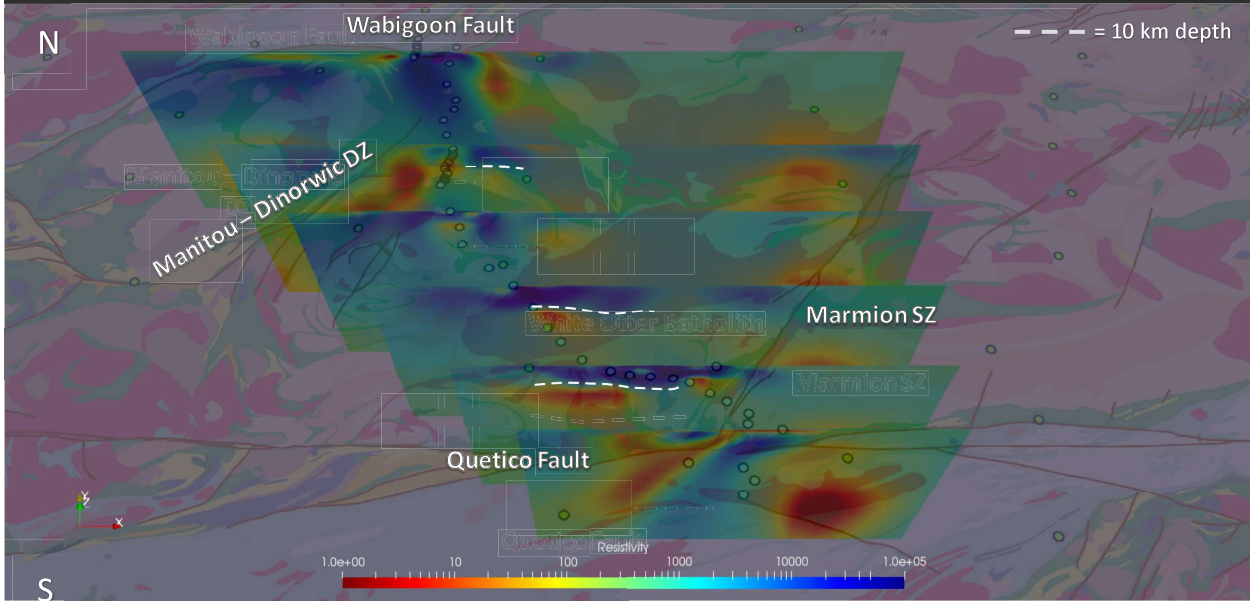 Wabigoon Fault
Wabigoon Fault
N
= 10 km depth
Manitou – Dinorwic DZ
Manitou – Dinorwic
DZ
White Otter Batholith
Marmion SZ
Marmion SZ
Quetico Fault
Quetico Fault
Y
Z
X
Resistivity
1.0e+00 10 100 1000 10000 1.0e+05
S